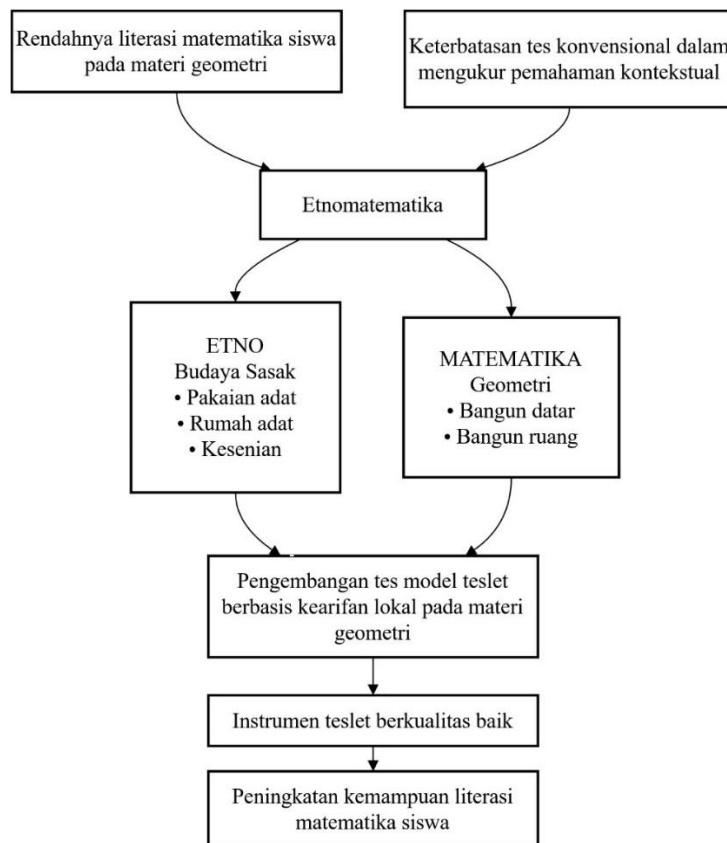 Rendahnya literasi matematika siswa
pada materi geometri
Keterbatasan tes konvensional dalam
mengukur pemahaman kontekstual
Etnomatematika
ETNO
Budaya Sasak
• Pakaian adat
• Rumah adat
• Kesenian
MATEMATIKA
Geometri
• Bangun datar
• Bangun ruang
Pengembangan tes model teslet
berbasis kearifan lokal pada materi
geometri
Instrumen teslet berkualitas baik
Peningkatan kemampuan literasi
matematika siswa